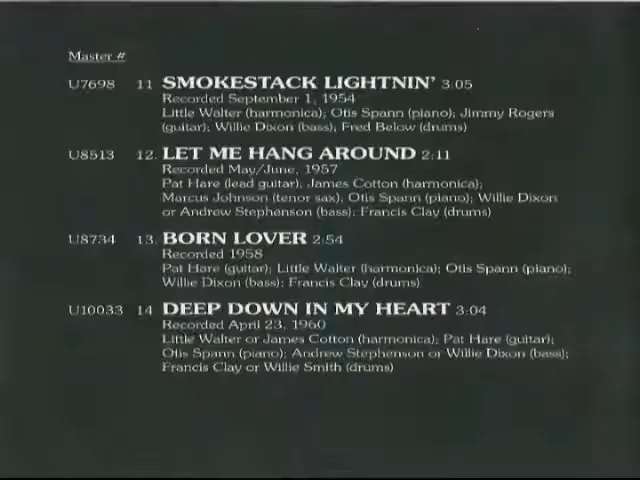 Master #
U7698 11 SMOKESTACK LIGHTNIN' 3:05
Recorded September 1, 1954
Little Walter (harmonica); Otis Spann (piano); Jimmy Rogers
(guitar); Willie Dixon (bass), Fred Below (drums)
U8513 12. LET ME HANG AROUND 2:11
Recorded May/June, 1957
Pat Hare (lead guitar); James Cotton (harmonica);
Marcus Johnson (tenor sax), Otis Spann (piano); Willie Dixon
or Andrew Stephenson (bass); Francis Clay (drums)
U8734 13. BORN LOVER 2:54
Recorded 1958
Pat Hare (guitar); Little Walter (harmonica); Otis Spann (piano);
Willie Dixon (bass); Francis Clay (drums)
U10033 14 DEEP DOWN IN MY HEART 3:04
Recorded April 23, 1960
Little Walter or James Cotton (harmonica); Pat Hare (guitar);
Otis Spann (piano); Andrew Stephenson or Willie Dixon (bass);
Francis Clay or Willie Smith (drums)